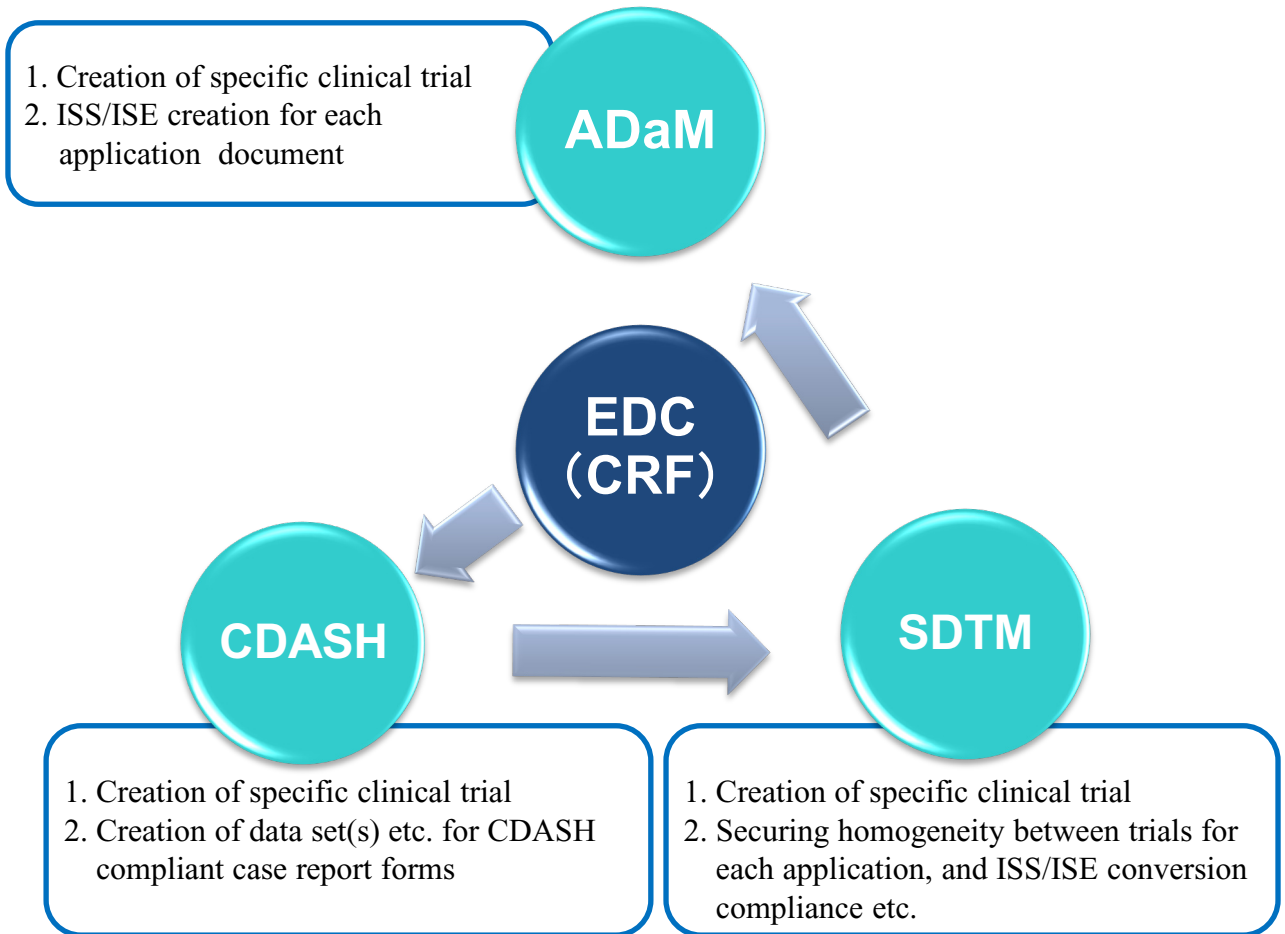 1. Creation of specific clinical trial
2. ISS/ISE creation for each
application document
ADaM
EDC
（CRF）
CDASH
SDTM
1. Creation of specific clinical trial
2. Creation of data set(s) etc. for CDASH
compliant case report forms
1. Creation of specific clinical trial
2. Securing homogeneity between trials for
each application, and ISS/ISE conversion
compliance etc.